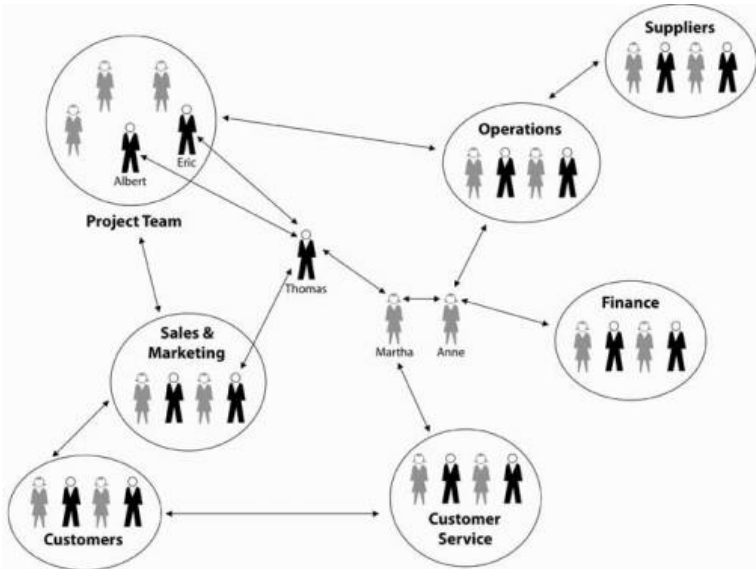 Suppliers
Operations
Eric
Albert
Project Team
Thomas
Finance
Sales &
Marketing
Martha
Anne
Customer
Service
Customers